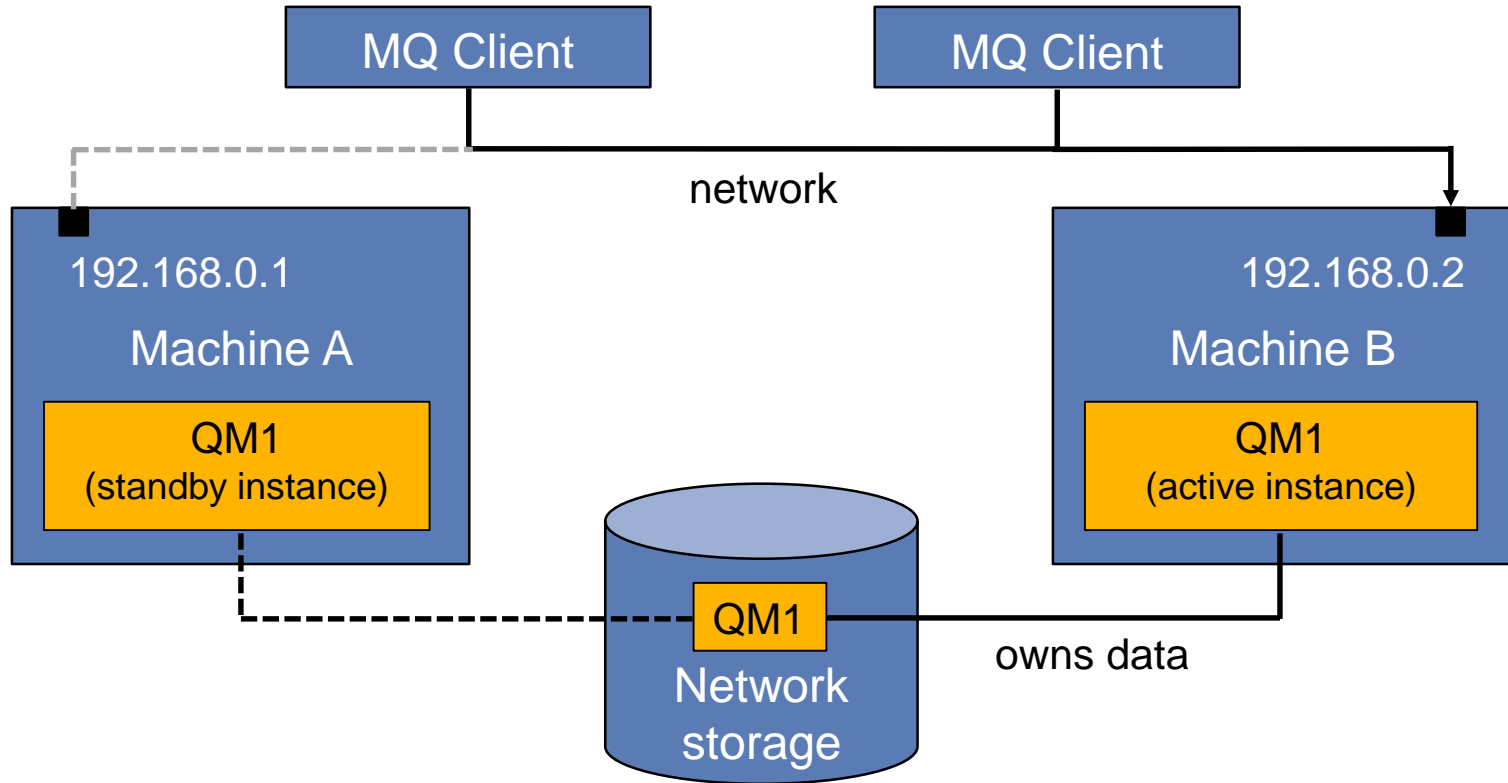 MQ Client
MQ Client
network
192.168.0.1
Machine A
QM1
(standby instance)
192.168.0.2
Machine B
QM1
(active instance)
QM1
Network
storage
owns data